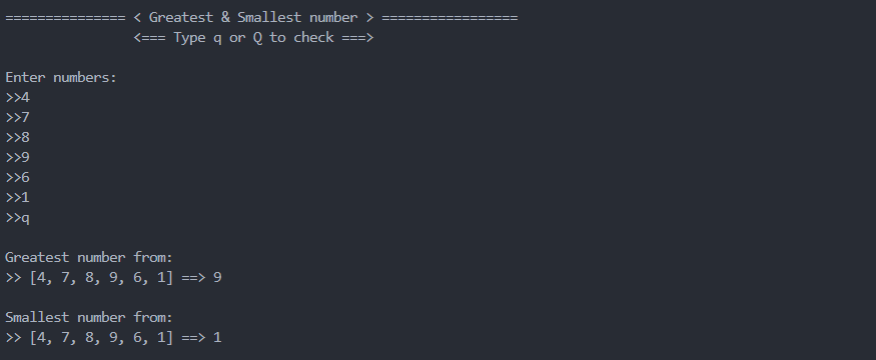 =============== < Greatest & Smallest number > =================
<=== Type q or Q to check ===>
Enter numbers:
>>4
>>7
>>8
>>9
>>6
>>1
>>q
Greatest number from:
>> [4, 7, 8, 9, 6, 1] ==> 9
Smallest number from:
>> [4, 7, 8, 9, 6, 1] ==> 1